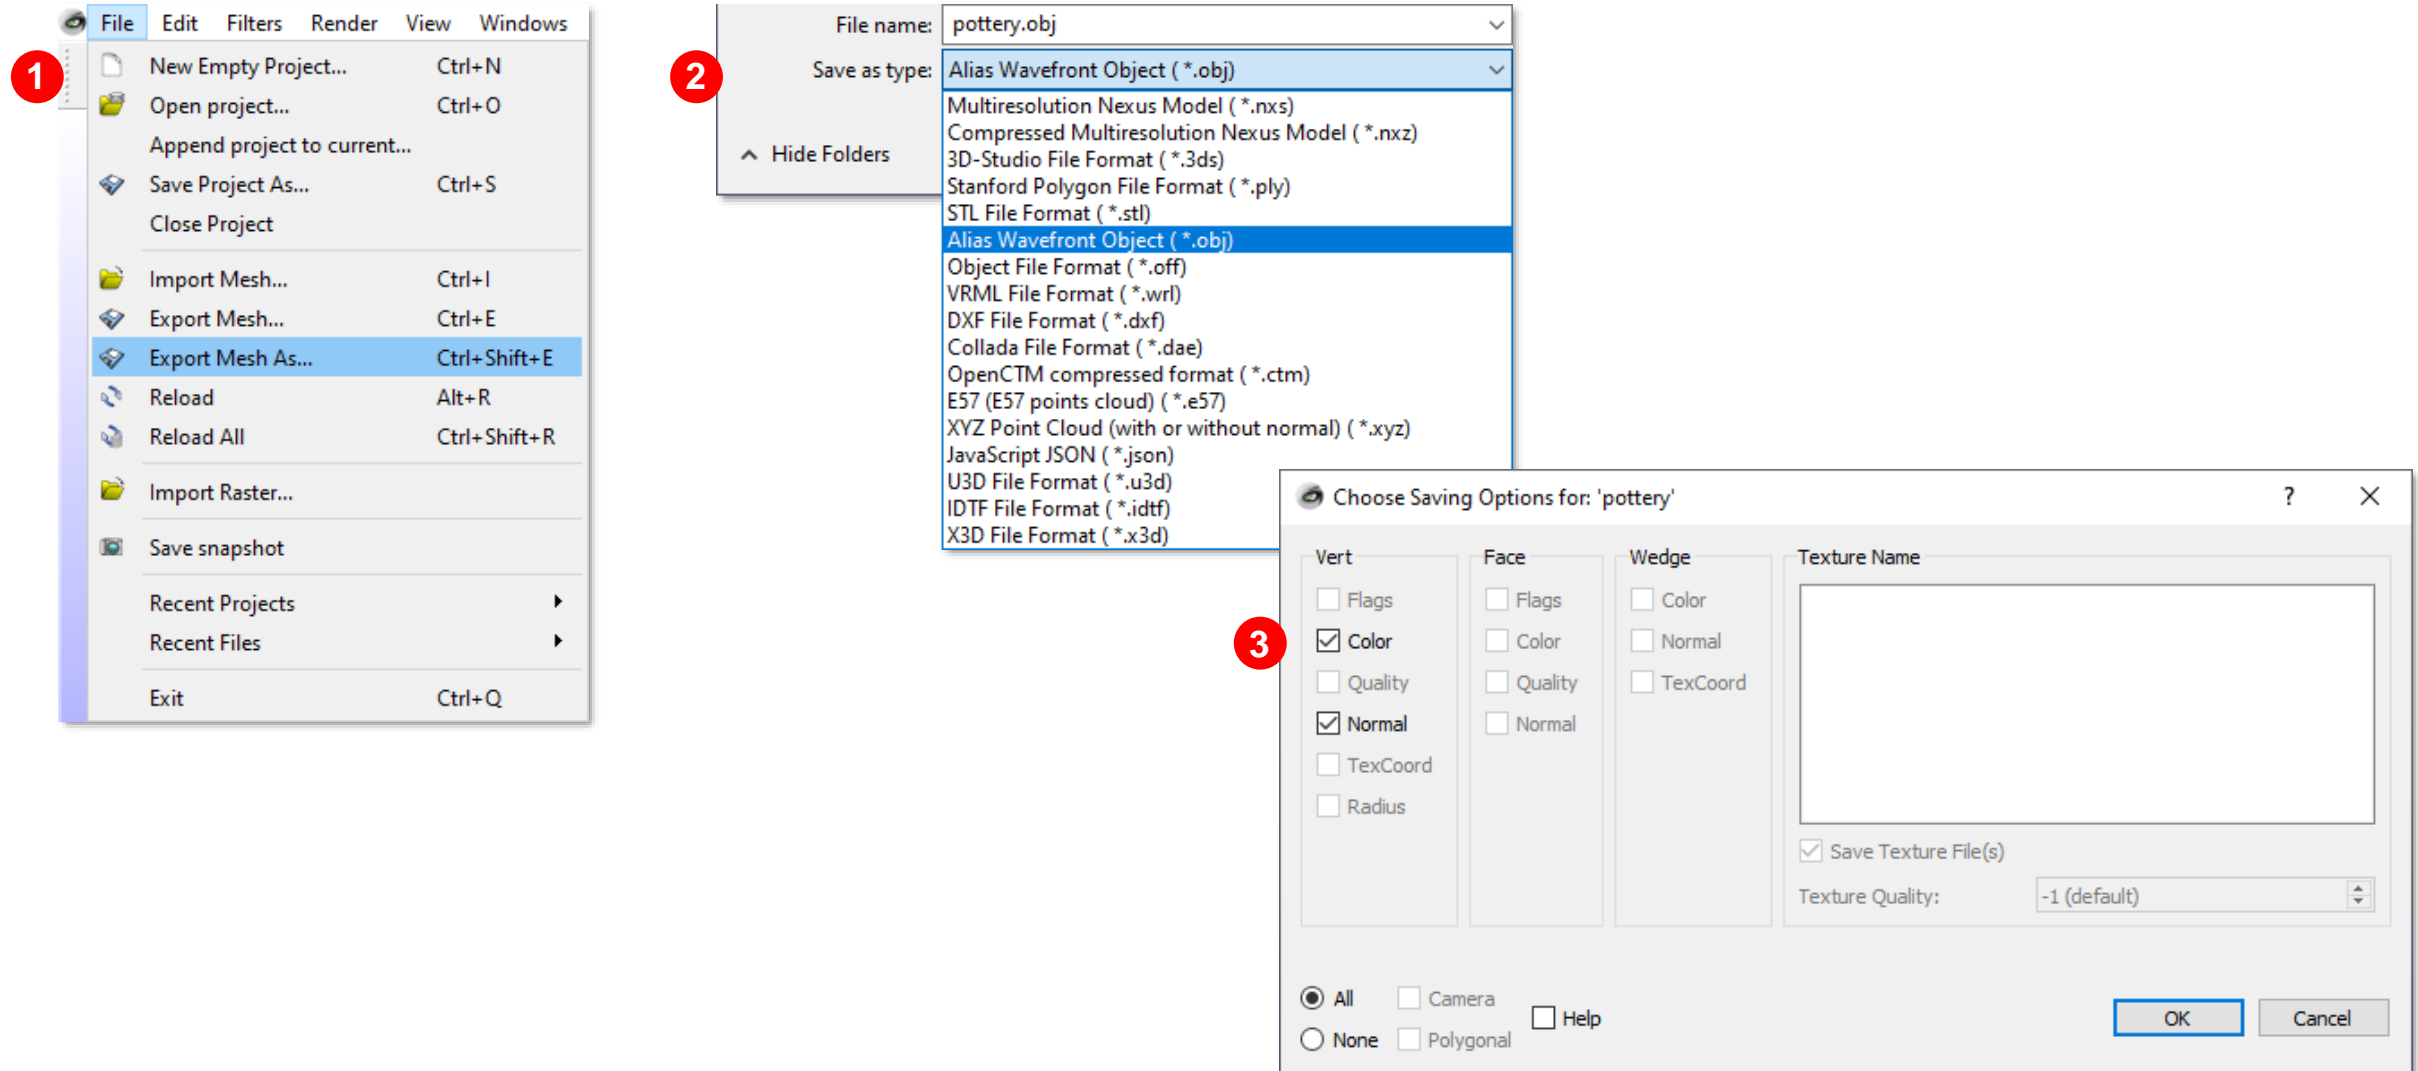 File Edit Filters Render View Windows
1
New Empty Project... Ctrl+N
Open project... Ctrl+O
Append project to current...
Save Project As... Ctrl+S
Close Project
Import Mesh... Ctrl+I
Export Mesh... Ctrl+E
Export Mesh As... Ctrl+Shift+E
Reload Alt+R
Reload All Ctrl+Shift+R
Import Raster...
Save snapshot
Recent Projects
Recent Files
Exit Ctrl+Q
2
File name: pottery.obj
Save as type: Alias Wavefront Object ( *.obj)
Hide Folders
Multiresolution Nexus Model ( *.nxs)
Compressed Multiresolution Nexus Model ( *.nxz)
3D-Studio File Format ( *.3ds)
Stanford Polygon File Format ( *.ply)
STL File Format ( *.stl)
Alias Wavefront Object ( *.obj)
Object File Format ( *.off)
VRML File Format ( *.wrl)
DXF File Format ( *.dxf)
Collada File Format ( *.dae)
OpenCTM compressed format ( *.ctm)
E57 (E57 points cloud) ( *.e57)
XYZ Point Cloud (with or without normal) ( *.xyz)
JavaScript JSON ( *.json)
U3D File Format ( *.u3d)
IDTF File Format ( *.idtf)
X3D File Format ( *.x3d)
3
Choose Saving Options for: 'pottery' ?
Vert Face Wedge Texture Name
Flags Flags Color
Color Color Normal
Quality Quality TexCoord
Normal Normal
TexCoord
Radius
Save Texture File(s)
Texture Quality: -1 (default)
All Camera
None Polygonal
Help
OK Cancel